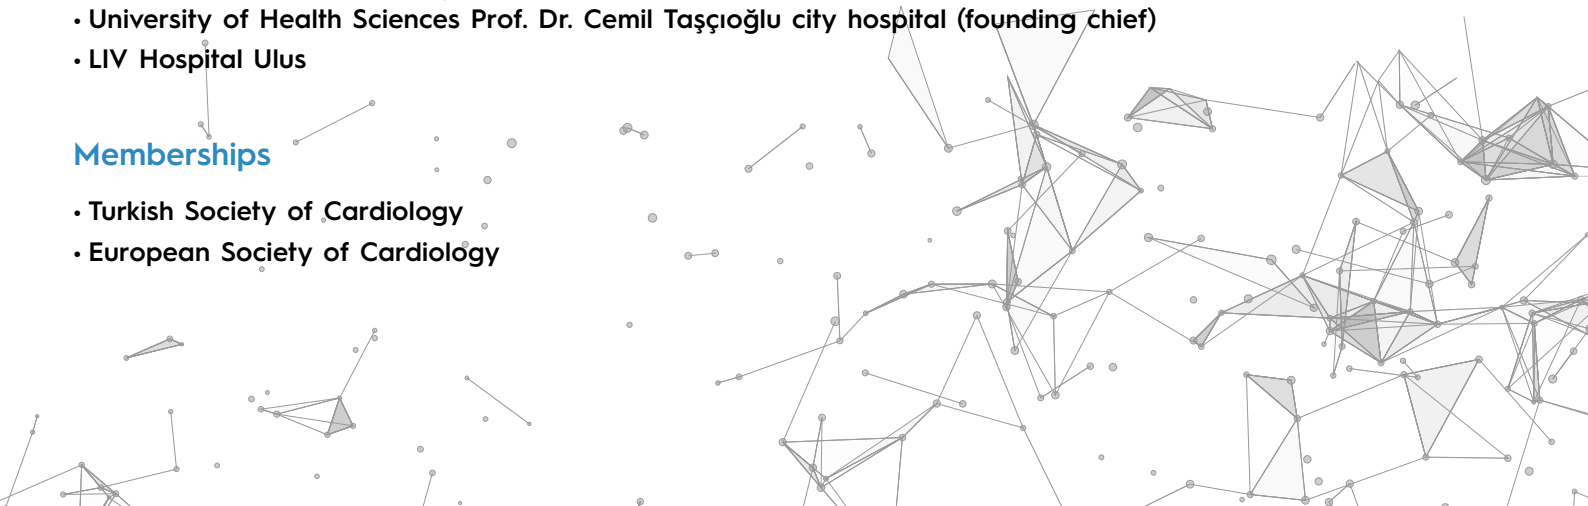 • University of Health Sciences Prof. Dr. Cemil Taşçıoğlu city hospital (founding chief)
• LIV Hospital Ulus
Memberships
• Turkish Society of Cardiology
• European Society of Cardiology